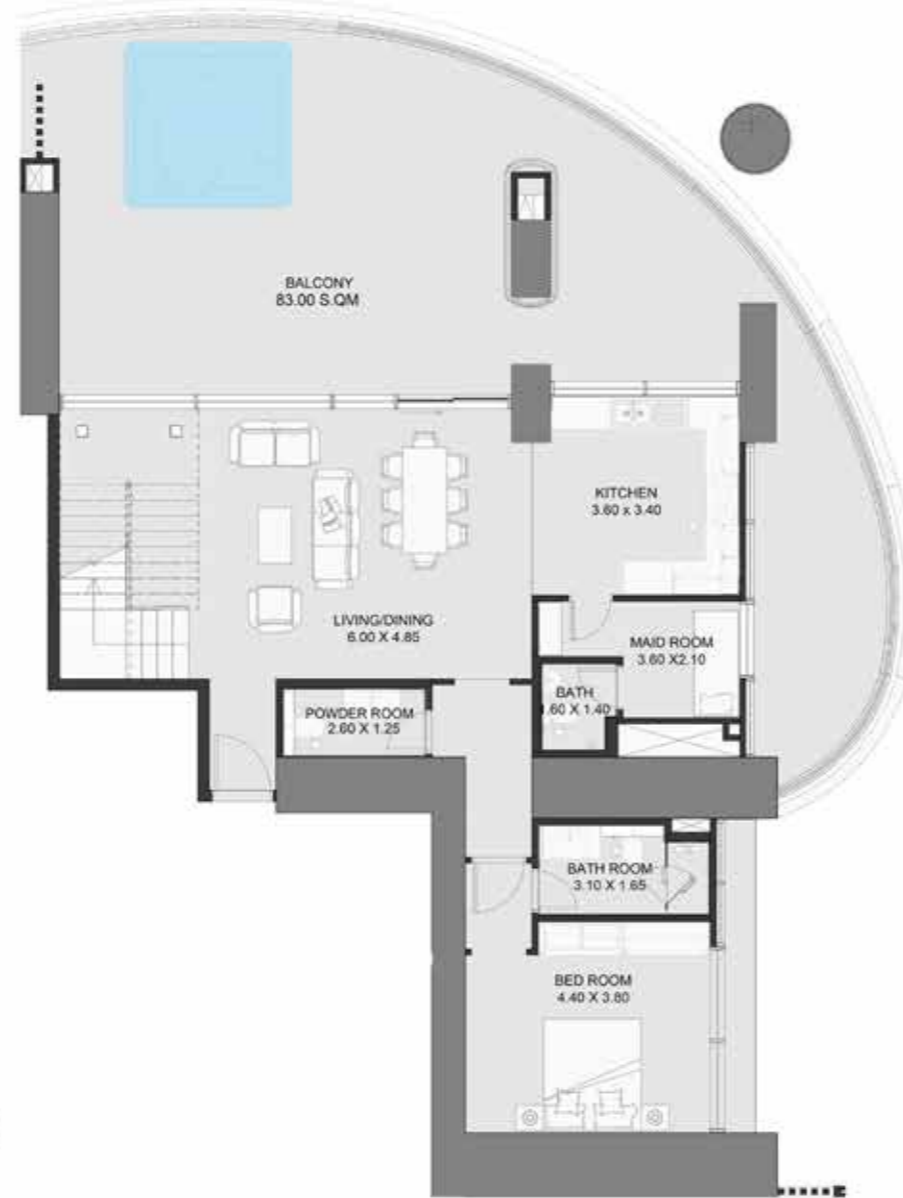 BALCONY
83.00 S.QM
KITCHEN
3.60 x 3.40
LIVING/DINING
6.00 X 4.85
MAID ROOM
3.60 X2.10
BATH
.60 X 1.40
POWDER ROOM
2.60 X 1.25
BATH ROOM
3.10 X 1.65
BED ROOM
4.40 X 3.80